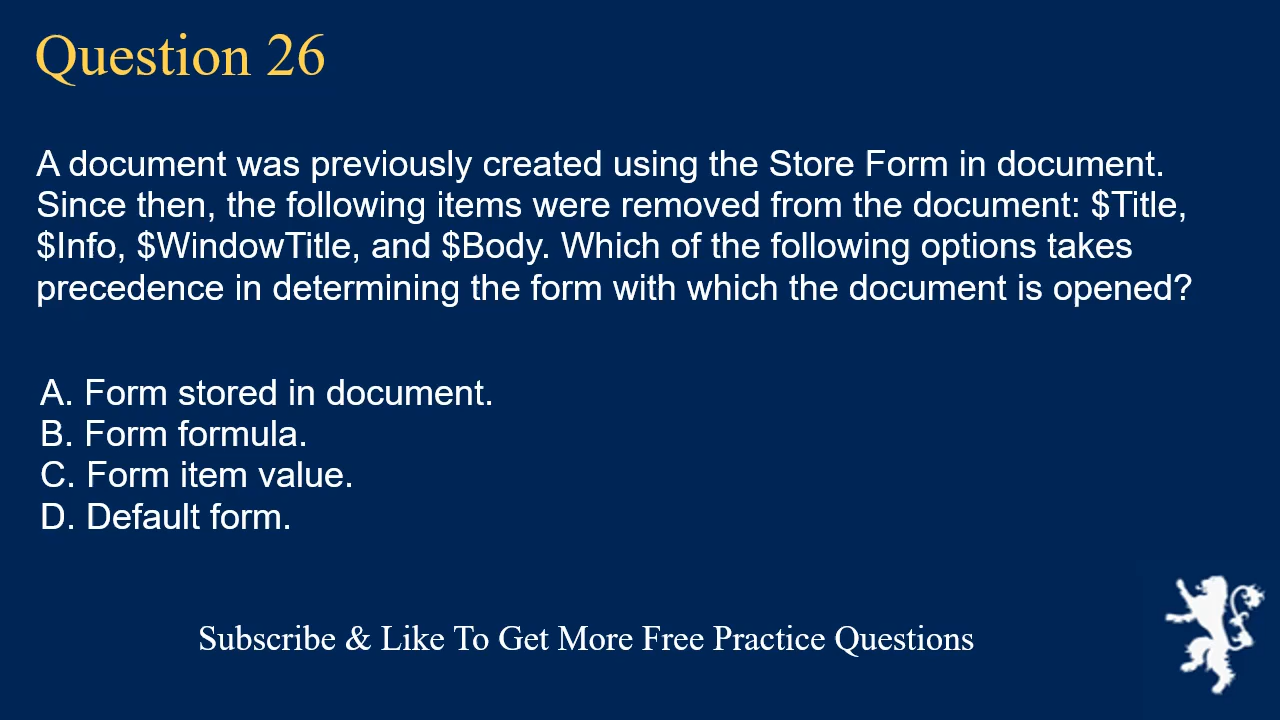 Question 26
A document was previously created using the Store Form in document.
Since then, the following items were removed from the document: $Title,
$Info, $WindowTitle, and $Body. Which of the following options takes
precedence in determining the form with which the document is opened?
A. Form stored in document.
B. Form formula.
C. Form item value.
D. Default form.
Subscribe & Like To Get More Free Practice Questions